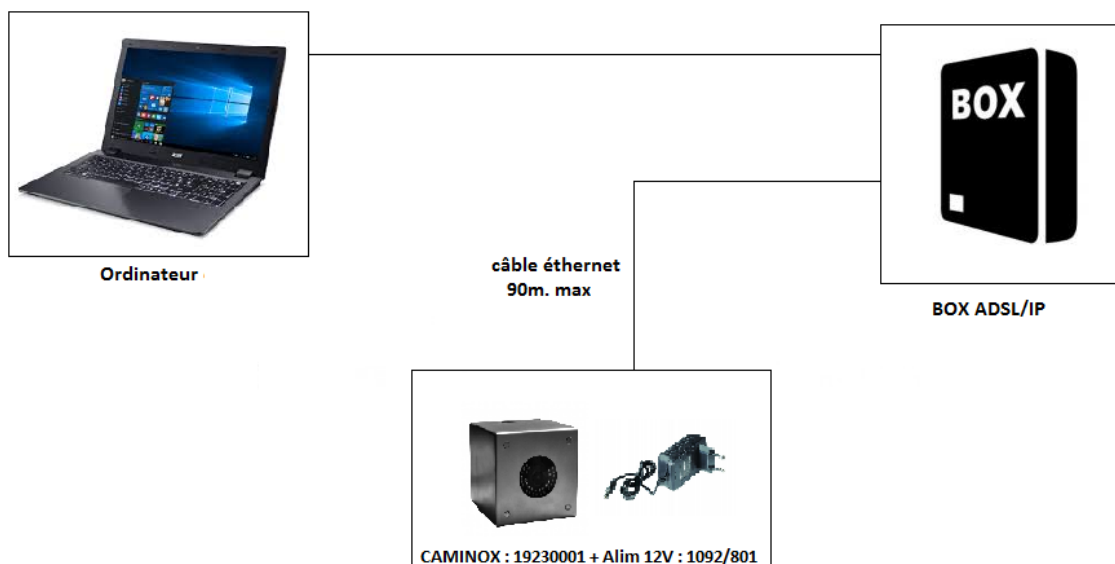 BOX
Ordinateur
câble éthernet
90m. max
BOX ADSL/IP
CAMINOX : 19230001 + Alim 12V : 1092/801